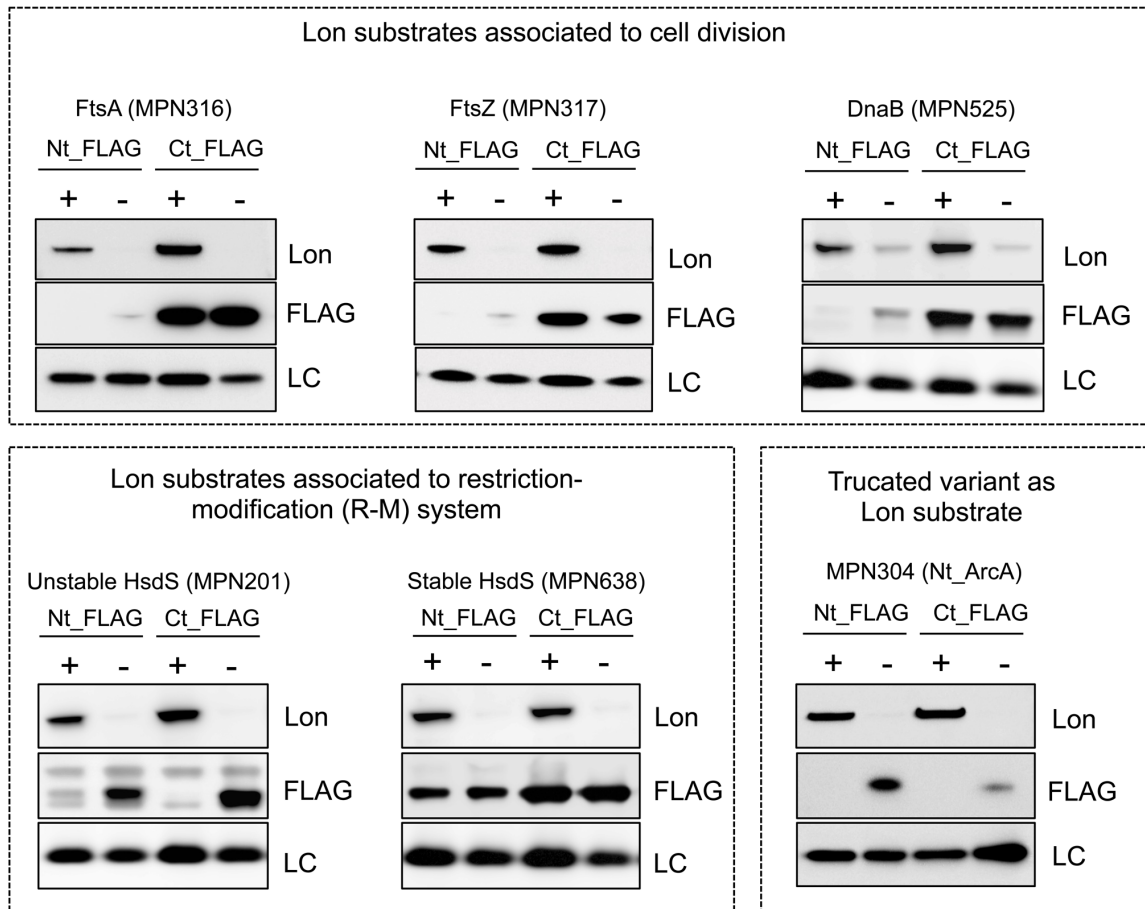 Lon substrates associated to cell division
FtsA (MPN316)
Nt_FLAG Ct_FLAG
+ - + -
Lon
FLAG
LC
FtsZ (MPN317)
Nt_FLAG Ct_FLAG
+ - + -
Lon
FLAG
LC
DnaB (MPN525)
Nt_FLAG Ct_FLAG
+ - + -
Lon
FLAG
LC
Lon substrates associated to restriction-
modification (R-M) system
Unstable HsdS (MPN201)
Nt_FLAG Ct_FLAG
+ - + -
Lon
FLAG
LC
Stable HsdS (MPN638)
Nt_FLAG Ct_FLAG
+ - + -
Lon
FLAG
LC
Trucated variant as
Lon substrate
MPN304 (Nt_ArcA)
Nt_FLAG Ct_FLAG
+ - + -
Lon
FLAG
LC